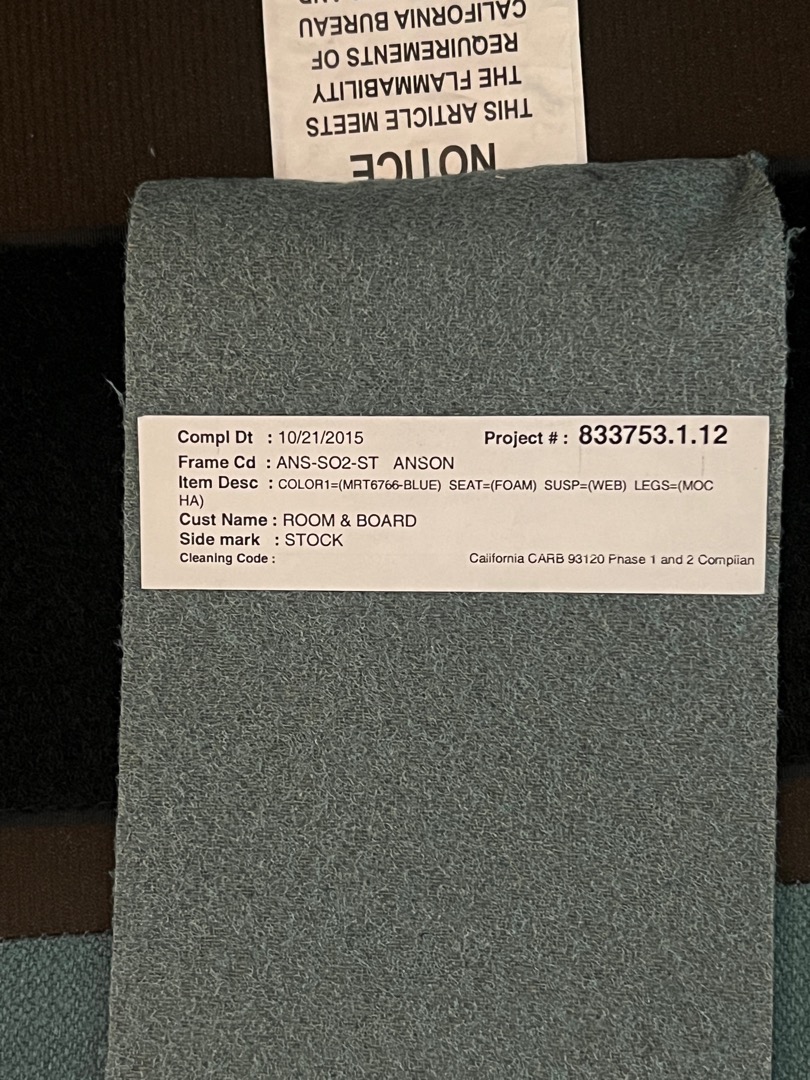 NOTICE
THIS ARTICLE MEETS
THE FLAMMABILITY
REQUIREMENTS OF
CALIFORNIA BUREAU
Compl Dt : 10/21/2015 Project # : 833753.1.12
Frame Cd : ANS-SO2-ST ANSON
Item Desc : COLOR1=(MRT6766-BLUE) SEAT=(FOAM) SUSP=(WEB) LEGS=(MOC
HA)
Cust Name : ROOM & BOARD
Side mark : STOCK
Cleaning Code : California CARB 93120 Phase 1 and 2 Complian